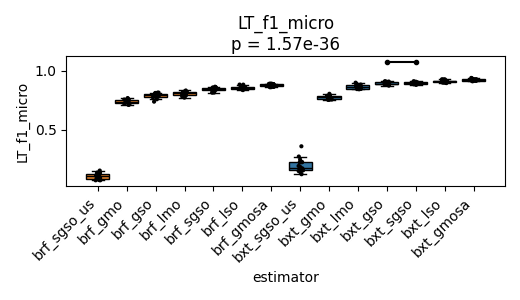 LT_f1_micro
p = 1.57e-36
LT_f1_micro
1.0
0.5
brf_sgso_us
brf_gmo
brf_gso
brf_lmo
brf_sgso
brf_lso
brf_gmosa
bxt_sgso_us
bxt_gmo
bxt_lmo
bxt_gso
bxt_sgso
bxt_lso
bxt_gmosa
estimator